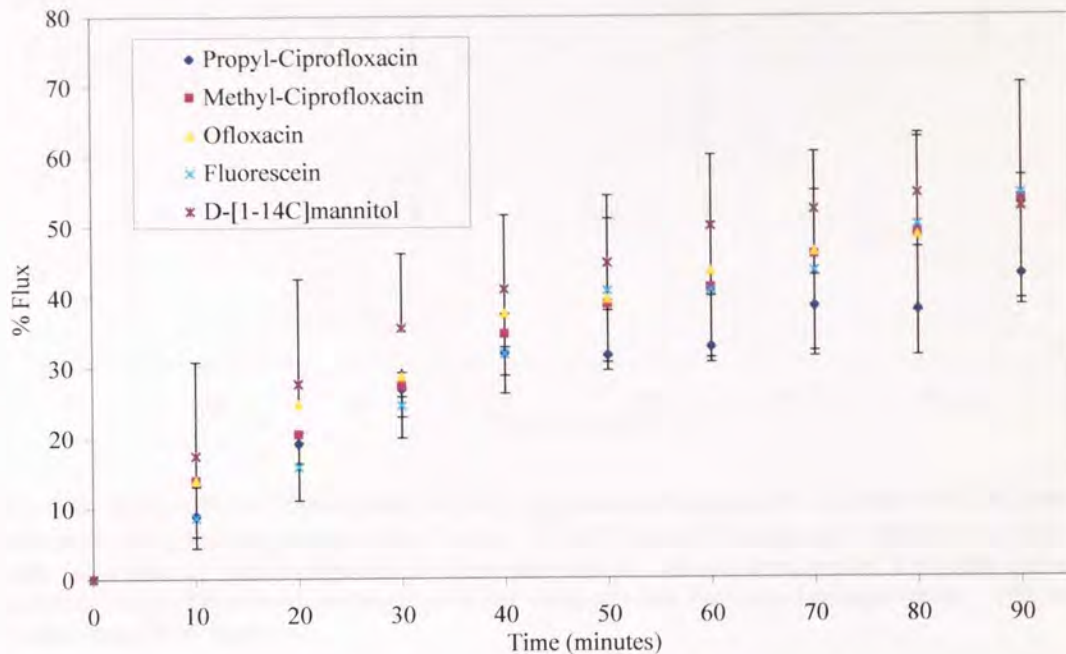 80
70
60
50
40
30
20
10
0
% Flux
Propyl-Ciprofloxacin
Methyl-Ciprofloxacin
Ofloxacin
Fluorescein
D-[1-14C]mannitol
0 10 20 30 40 50 60 70 80 90
Time (minutes)